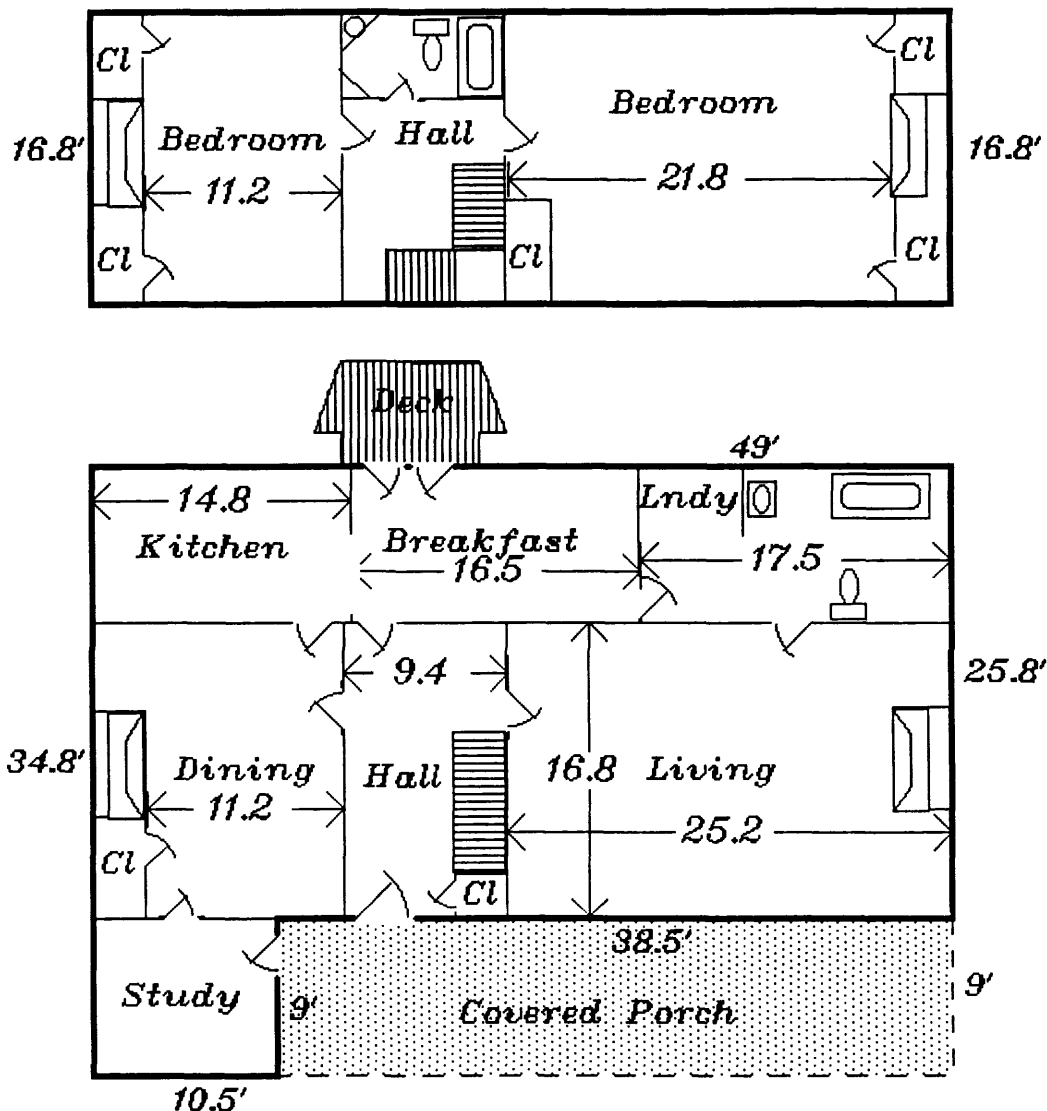 Cl
Cl
Bedroom
Hall
Bedroom
16.8'
16.8'
11.2
21.8
Cl
Cl
Cl
Deck
49'
14.8
Lndy
Kitchen
Breakfast
16.5
17.5
9.4
25.8'
34.8'
Dining
Hall
16.8
Living
11.2
25.2
Cl
Cl
38.5'
Study
9'
Covered Porch
9'
10.5'